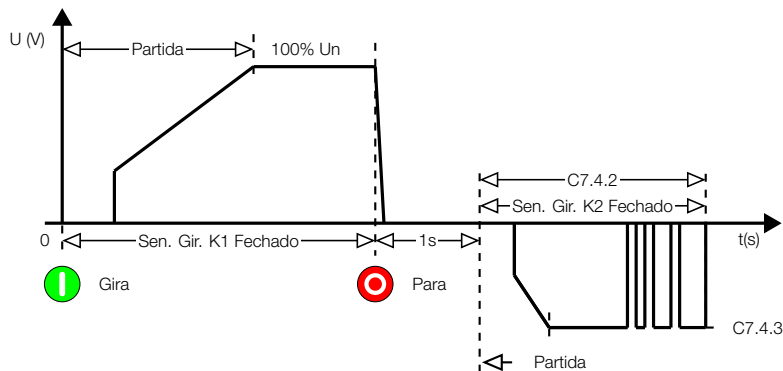 U (V)
Partida
100% Un
C7.4.2
Sen. Gir. K2 Fechado
0
Sen. Gir. K1 Fechado
1s
t(s)
Gira
Para
C7.4.3
Partida